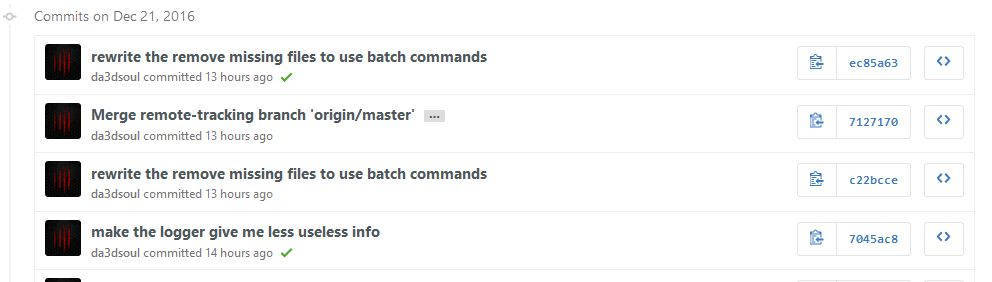 Commits on Dec 21, 2016
rewrite the remove missing files to use batch commands
da3dsoul committed 13 hours ago
ec85a63
Merge remote-tracking branch 'origin/master' ...
da3dsoul committed 13 hours ago
7127170
rewrite the remove missing files to use batch commands
da3dsoul committed 13 hours ago
c22bcce
make the logger give me less useless info
da3dsoul committed 14 hours ago
7045ac8